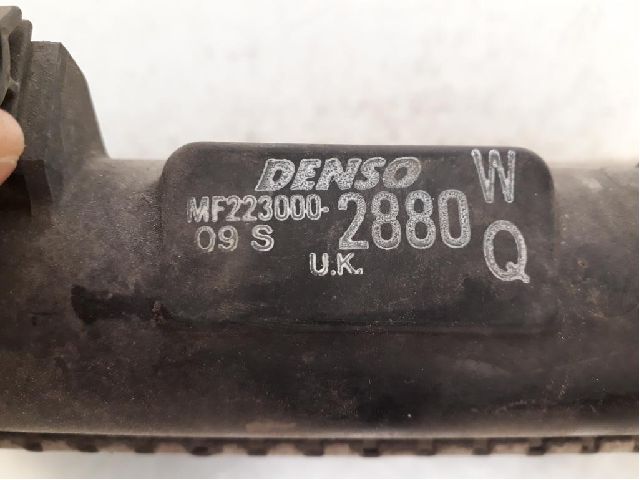 DENSO
MF223000-2880 W
09 S
U.K. Q